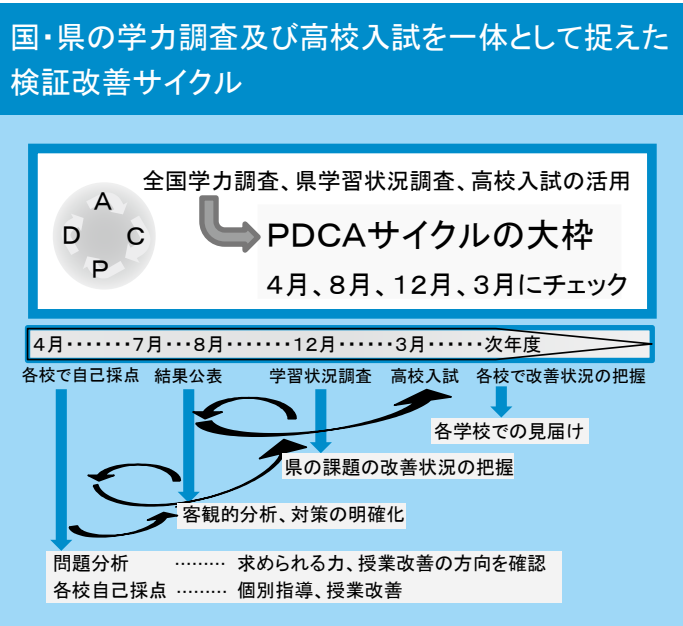 国・県の学力調査及び高校入試を一体として捉えた
検証改善サイクル
全国学力調査、県学習状況調査、高校入試の活用
A
D C
P
PDCAサイクルの大枠
4月、8月、12月、3月にチェック
4月・・・・・・・7月・・・8月・・・・・・・12月・・・・・・3月・・・・・・次年度
各校で自己採点 結果公表 学習状況調査 高校入試 各校で改善状況の把握
各学校での見届け
県の課題の改善状況の把握
客観的分析、対策の明確化
問題分析 ……… 求められる力、授業改善の方向を確認
各校自己採点 ……… 個別指導、授業改善